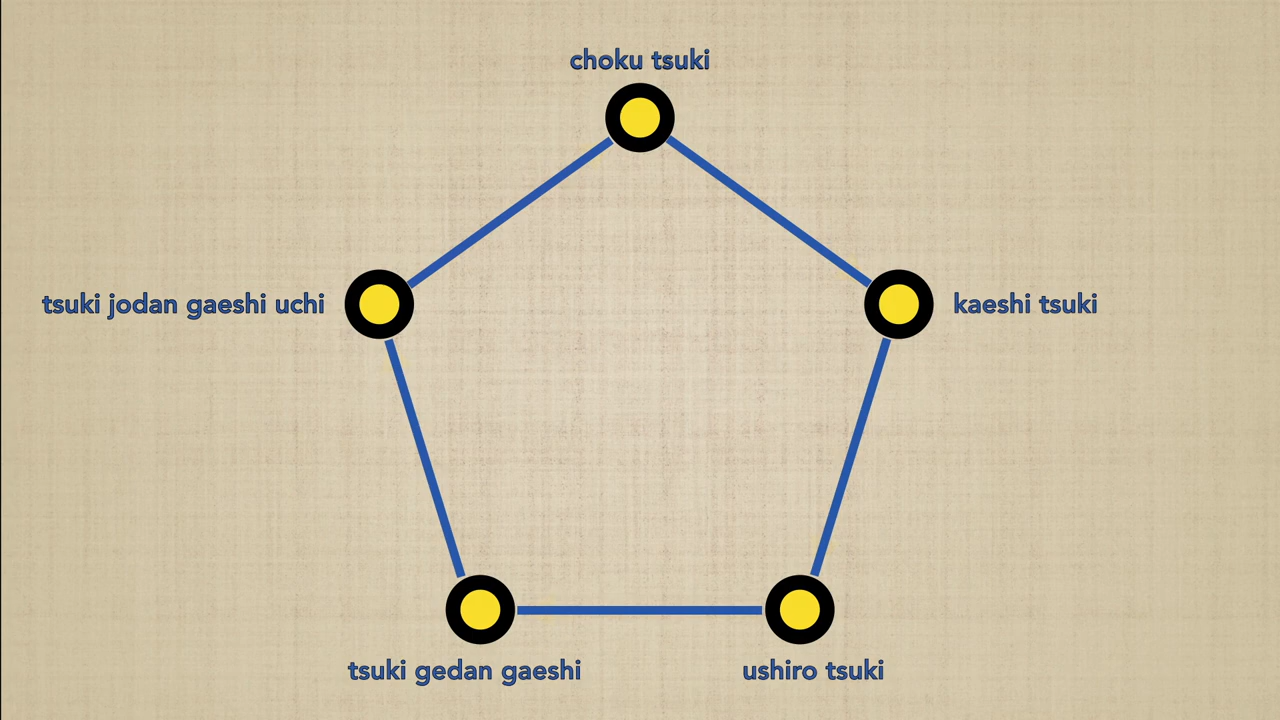 choku tsuki
tsuki jodan gaeshi uchi
kaeshi tsuki
tsuki gedan gaeshi
ushiro tsuki